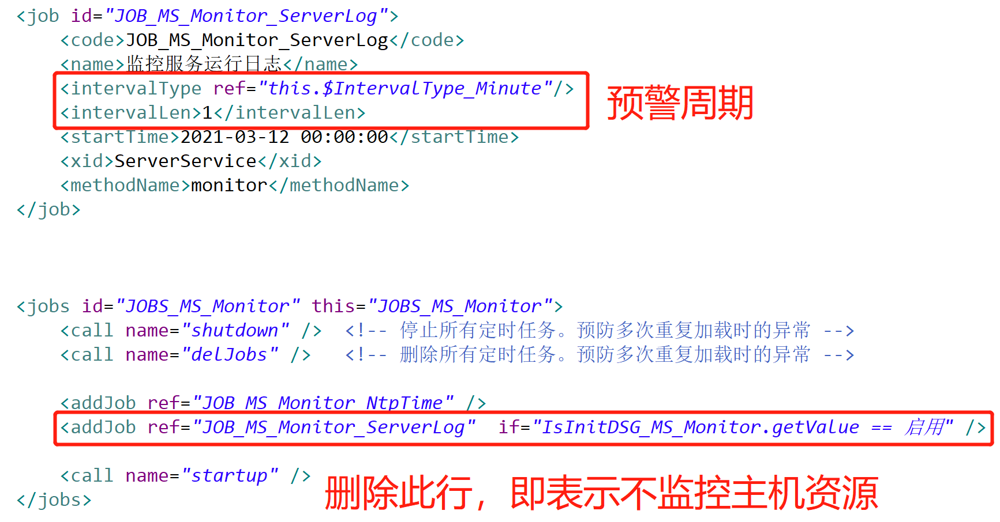 <job id="JOB_MS_Monitor_ServerLog">
<code>JOB_MS_Monitor_ServerLog</code>
<name>监控服务运行日志</name>
<intervalType ref="this.$IntervalType_Minute"/>
<intervalLen>1</intervalLen>
预警周期
<startTime>2021-03-12 00:00:00</startTime>
<xid>ServerService</xid>
<methodName>monitor</methodName>
</job>
<jobs id="JOBS_MS_Monitor" this="JOBS_MS_Monitor">
<call name="shutdown" /> <!-- 停止所有定时任务。预防多次重复加载时的异常 -->
<call name="delJobs" /> <!-- 删除所有定时任务。预防多次重复加载时的异常 -->
<addJob ref="JOB_MS_Monitor_NtpTime" />
<addJob ref="JOB_MS_Monitor_ServerLog" if="IsInitDSG_MS_Monitor.getValue == 启用" />
<call name="startup" />
删除此行，即表示不监控主机资源
</jobs>